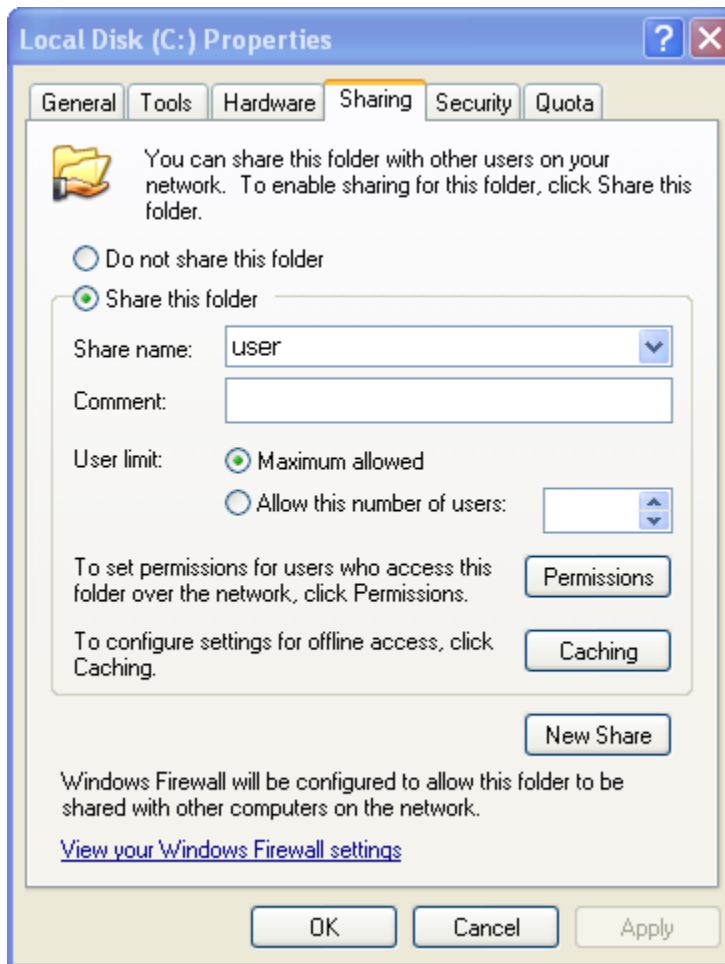 Local Disk (C:) Properties
?
General Tools Hardware Sharing Security Quota
You can share this folder with other users on your
network. To enable sharing for this folder, click Share this
folder.
Do not share this folder
Share this folder
Share name: user
Comment:
User limit: Maximum allowed
Allow this number of users:
To set permissions for users who access this
folder over the network, click Permissions.
Permissions
To configure settings for offline access, click
Caching.
Caching
New Share
Windows Firewall will be configured to allow this folder to be
shared with other computers on the network.
View your Windows Firewall settings
OK Cancel Apply